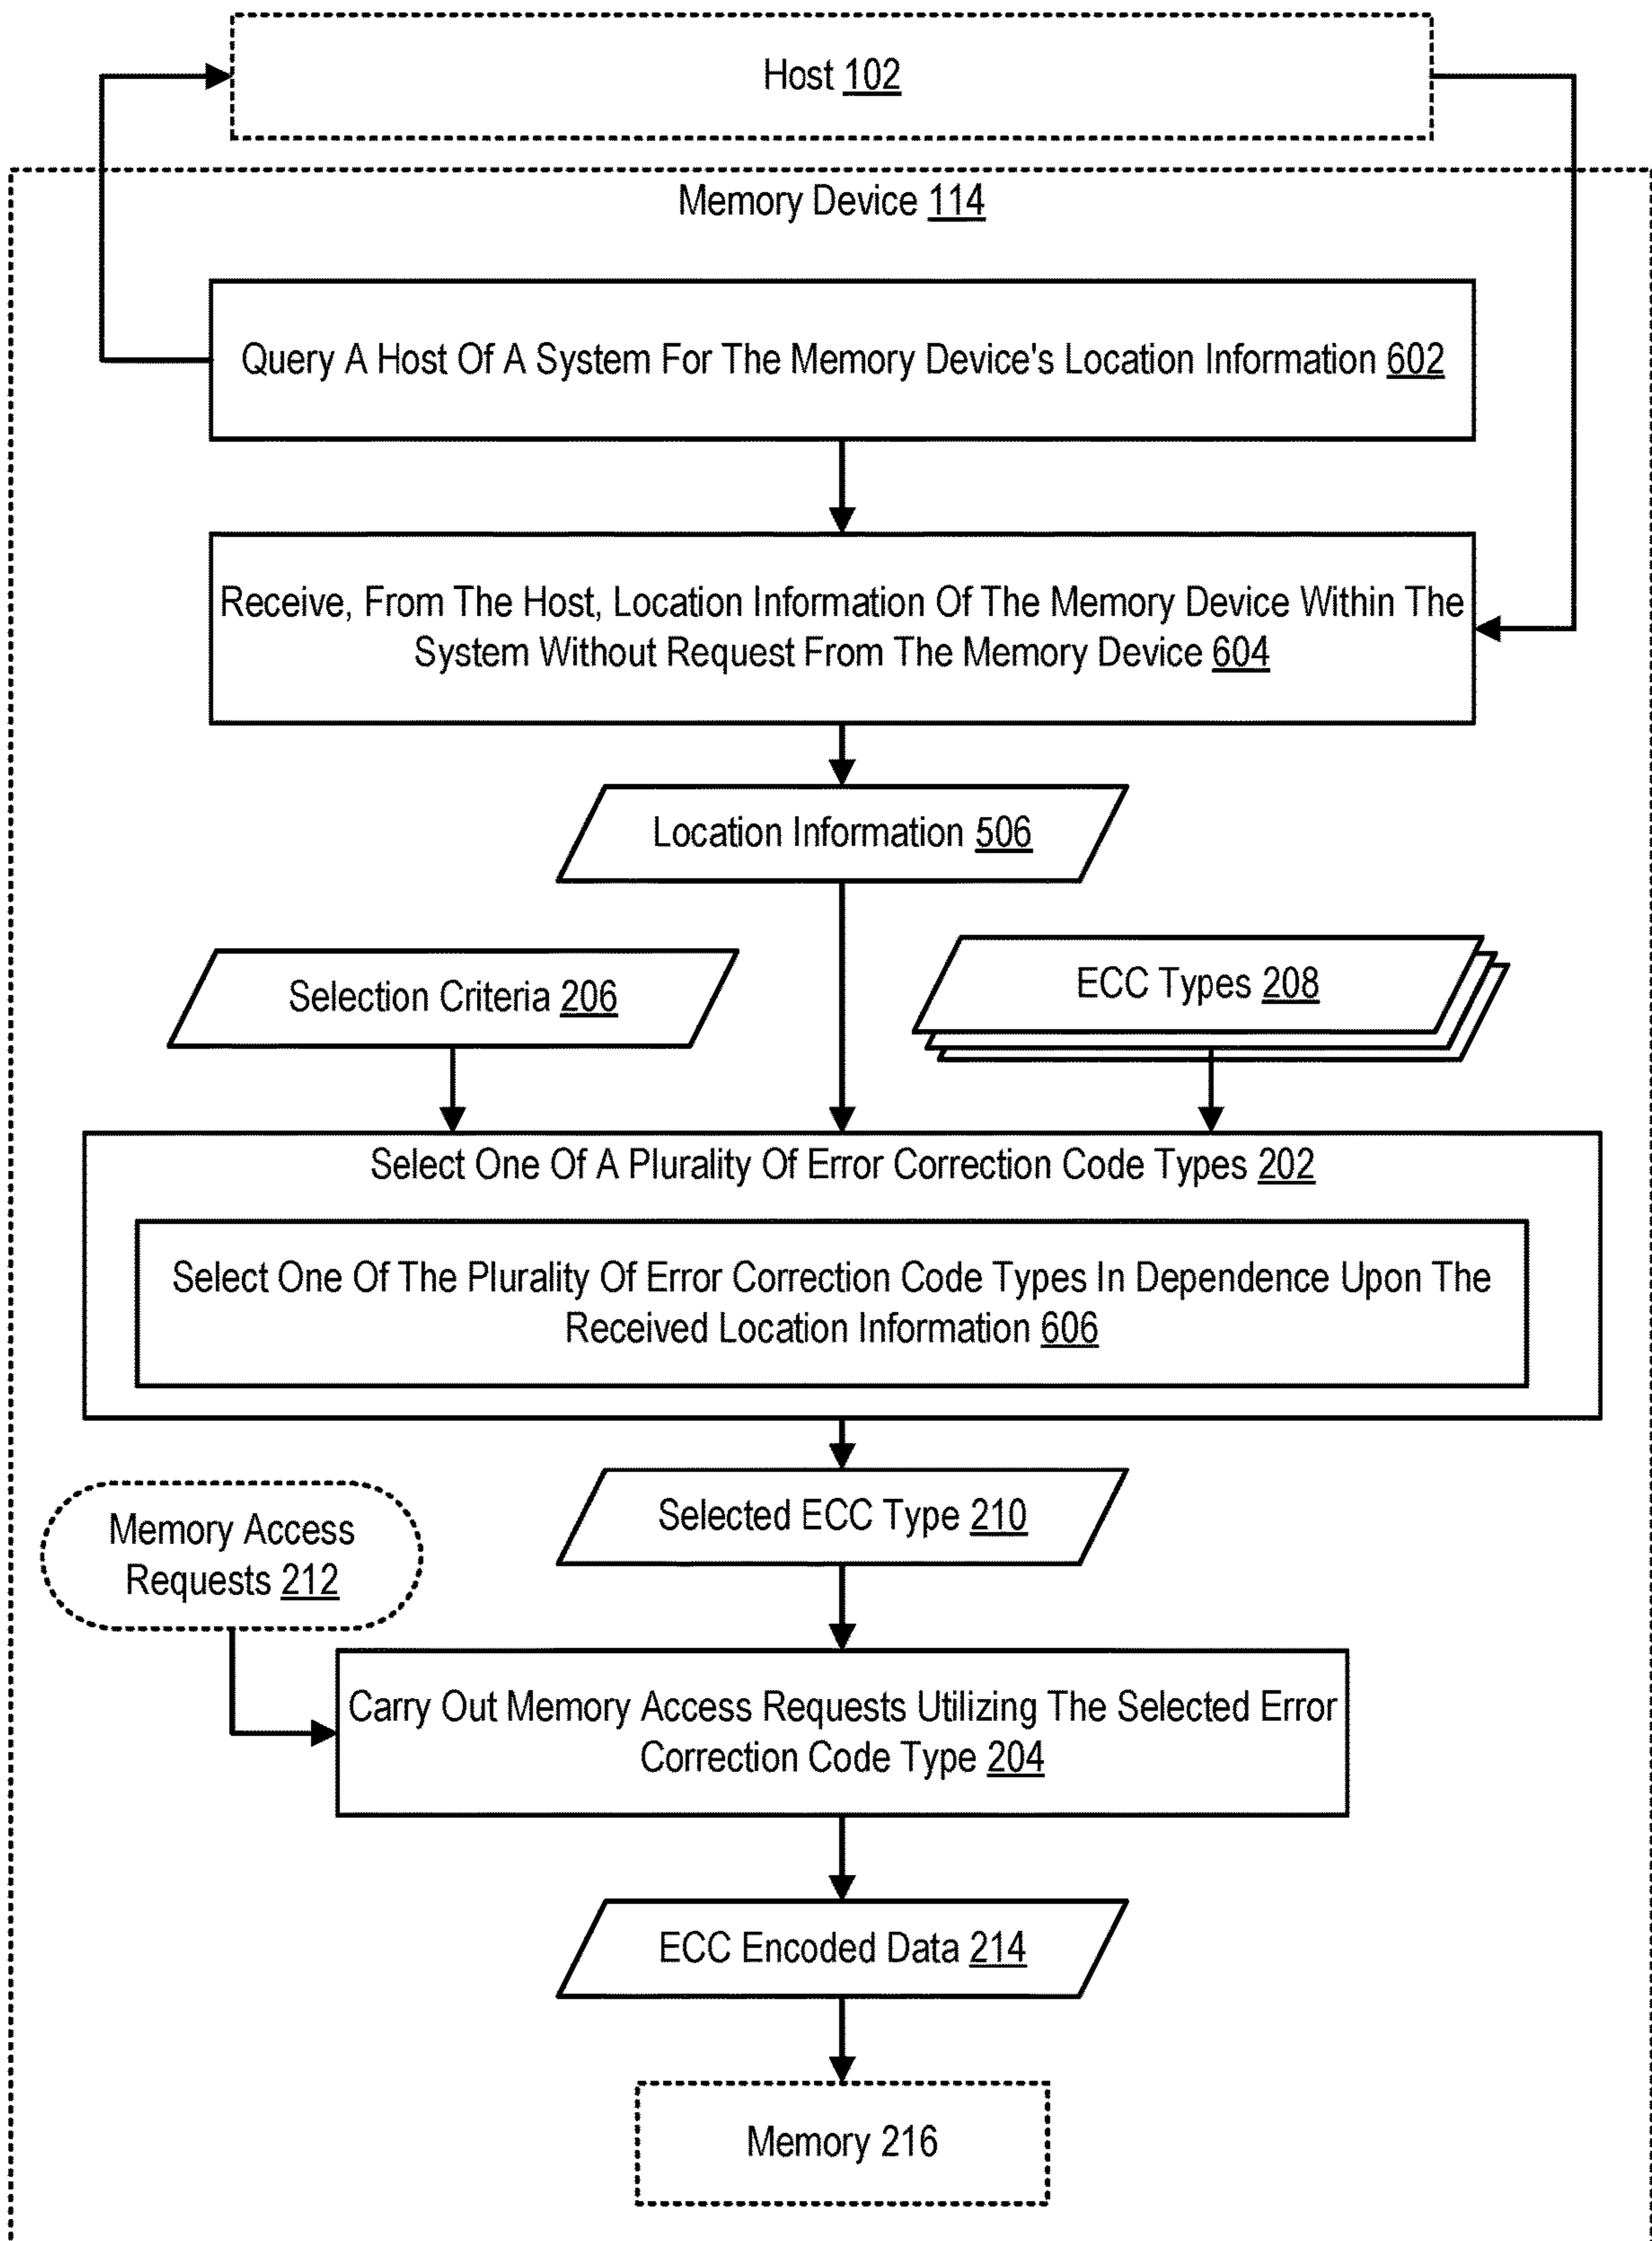 Host 102
Memory Device 114
Query A Host Of A System For The Memory Device's Location Information 602
Receive, From The Host, Location Information Of The Memory Device Within The
System Without Request From The Memory Device 604
Location Information 506
Selection Criteria 206
ECC Types 208
Select One Of A Plurality Of Error Correction Code Types 202
Select One Of The Plurality Of Error Correction Code Types In Dependence Upon The
Received Location Information 606
Selected ECC Type 210
Memory Access
Requests 212
Carry Out Memory Access Requests Utilizing The Selected Error
Correction Code Type 204
ECC Encoded Data 214
Memory 216